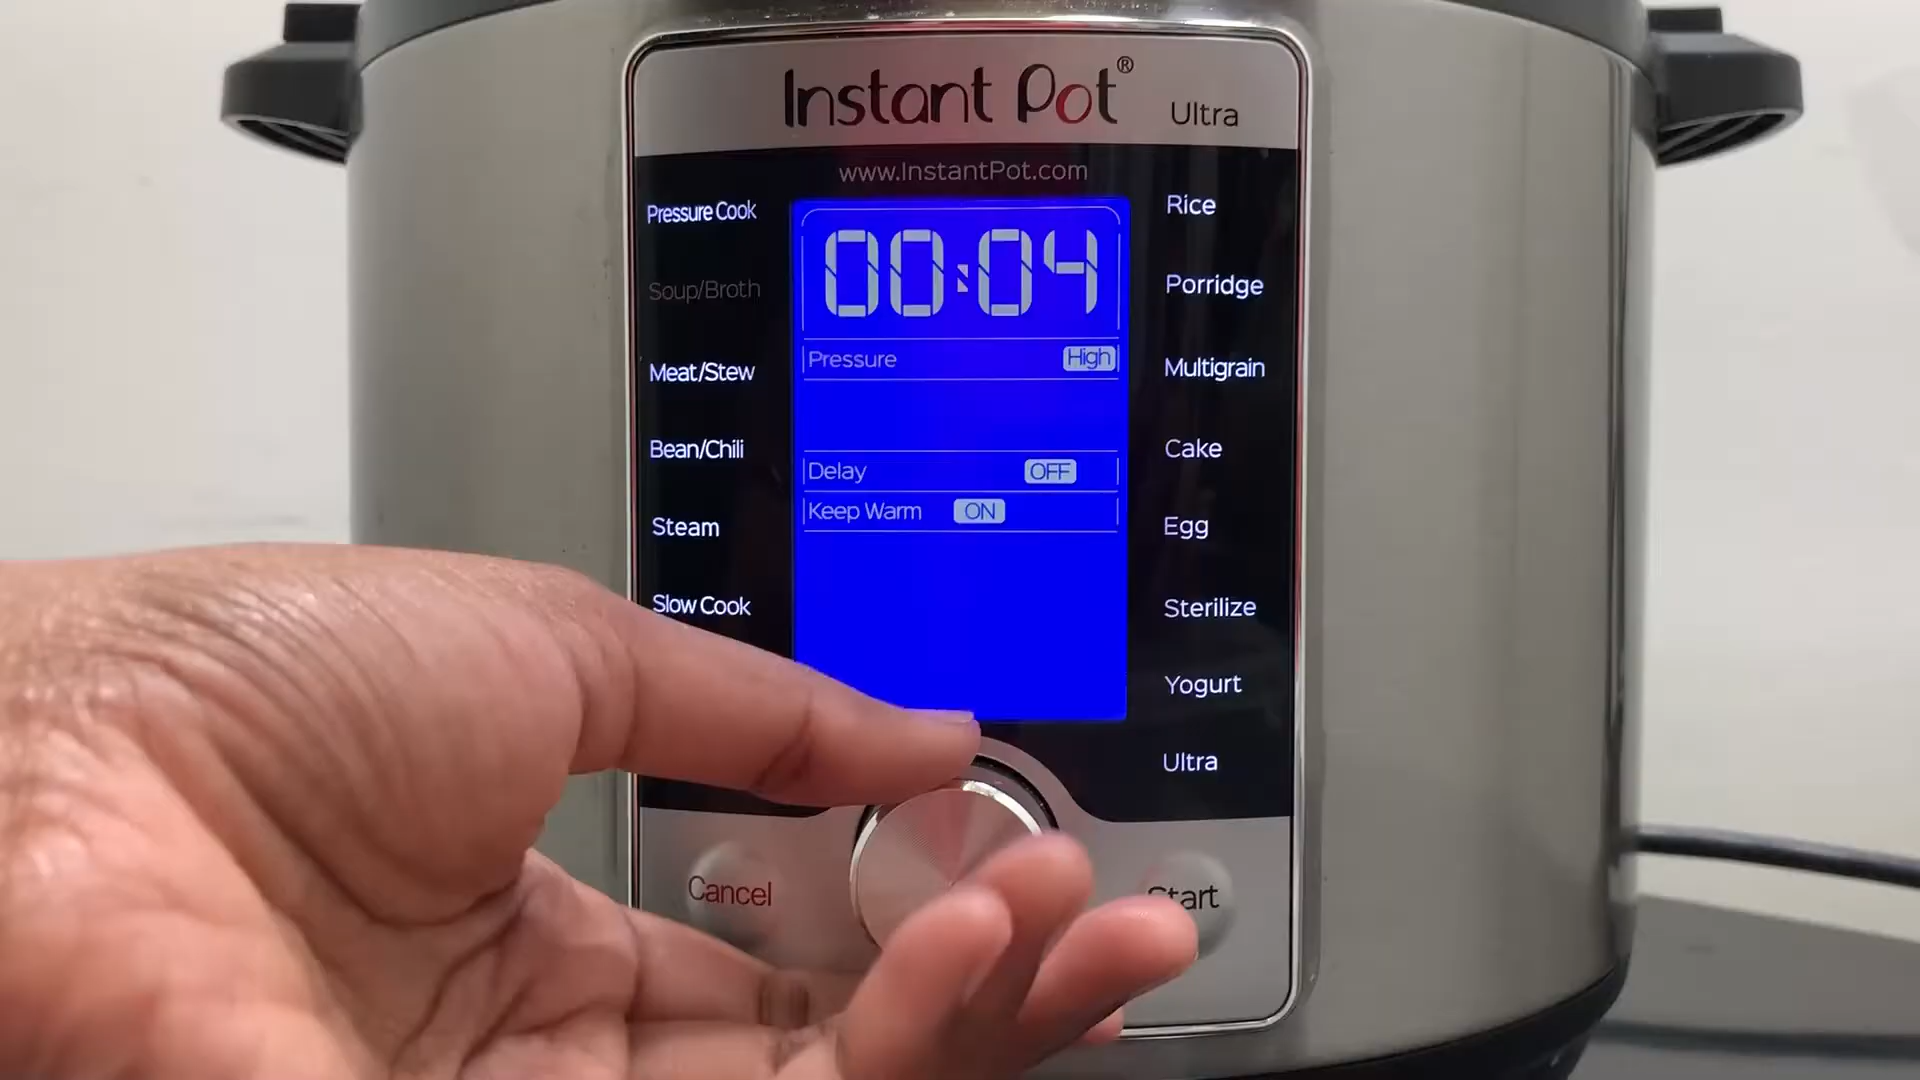 Instant Pot® Ultra
www.InstantPot.com
Pressure Cook
Soup/Broth
Meat/Stew
Bean/Chili
Steam
Slow Cook
00:04
Pressure High
Delay OFF
Keep Warm ON
Rice
Porridge
Multigrain
Cake
Egg
Sterilize
Yogurt
Ultra
Cancel
Start